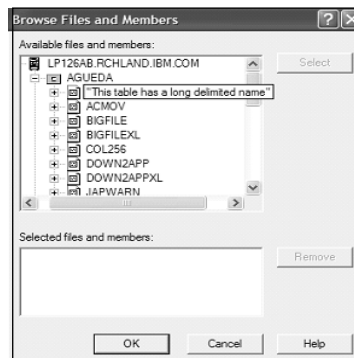 Browse Files and Members
Available files and members:
LP126AB.RCHLAND.IBM.COM
Select
AGUEDA
"This table has a long delimited name"
ACMOV
BIGFILE
BIGFILEXL
COL256
DOWN2APP
DOWN2APPXL
JAPWARN
Selected files and members:
Remove
OK
Cancel
Help